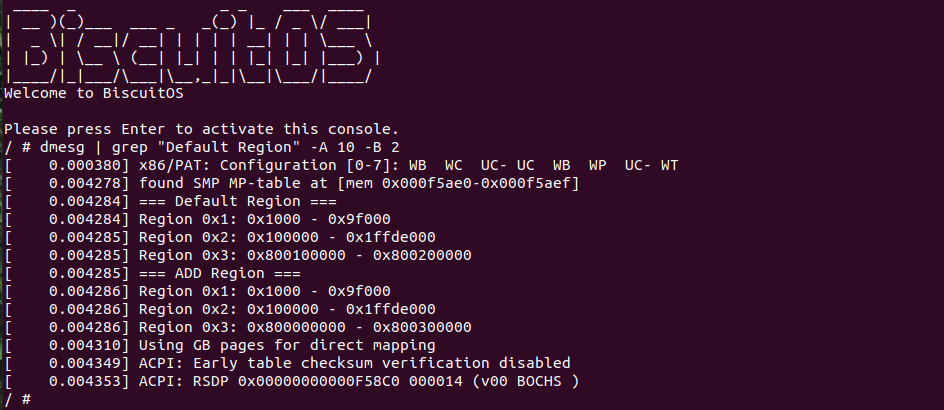 ____  _                _ _    ___  ____
| __ )(_)___  ___ _   _(_) |_ / _ \/ ___|
|  _ \| / __|/ __| | | | | __| | | \___ \
| |_) | \__ \ (__| |_| | | |_| |_| |___) |
|____/|_|___/\___|\__,_|_|\__|\___/|____/
Welcome to BiscuitOS
Please press Enter to activate this console.
/ # dmesg | grep "Default Region" -A 10 -B 2
[    0.000380] x86/PAT: Configuration [0-7]: WB  WC  UC- UC  WB  WP  UC- WT
[    0.004278] found SMP MP-table at [mem 0x000f5ae0-0x000f5aef]
[    0.004284] === Default Region ===
[    0.004284] Region 0x1: 0x1000 - 0x9f000
[    0.004285] Region 0x2: 0x100000 - 0x1ffde000
[    0.004285] Region 0x3: 0x800100000 - 0x800200000
[    0.004285] === ADD Region ===
[    0.004286] Region 0x1: 0x1000 - 0x9f000
[    0.004286] Region 0x2: 0x100000 - 0x1ffde000
[    0.004286] Region 0x3: 0x800000000 - 0x800300000
[    0.004310] Using GB pages for direct mapping
[    0.004349] ACPI: Early table checksum verification disabled
[    0.004353] ACPI: RSDP 0x00000000000F58C0 000014 (v00 BOCHS )
/ #